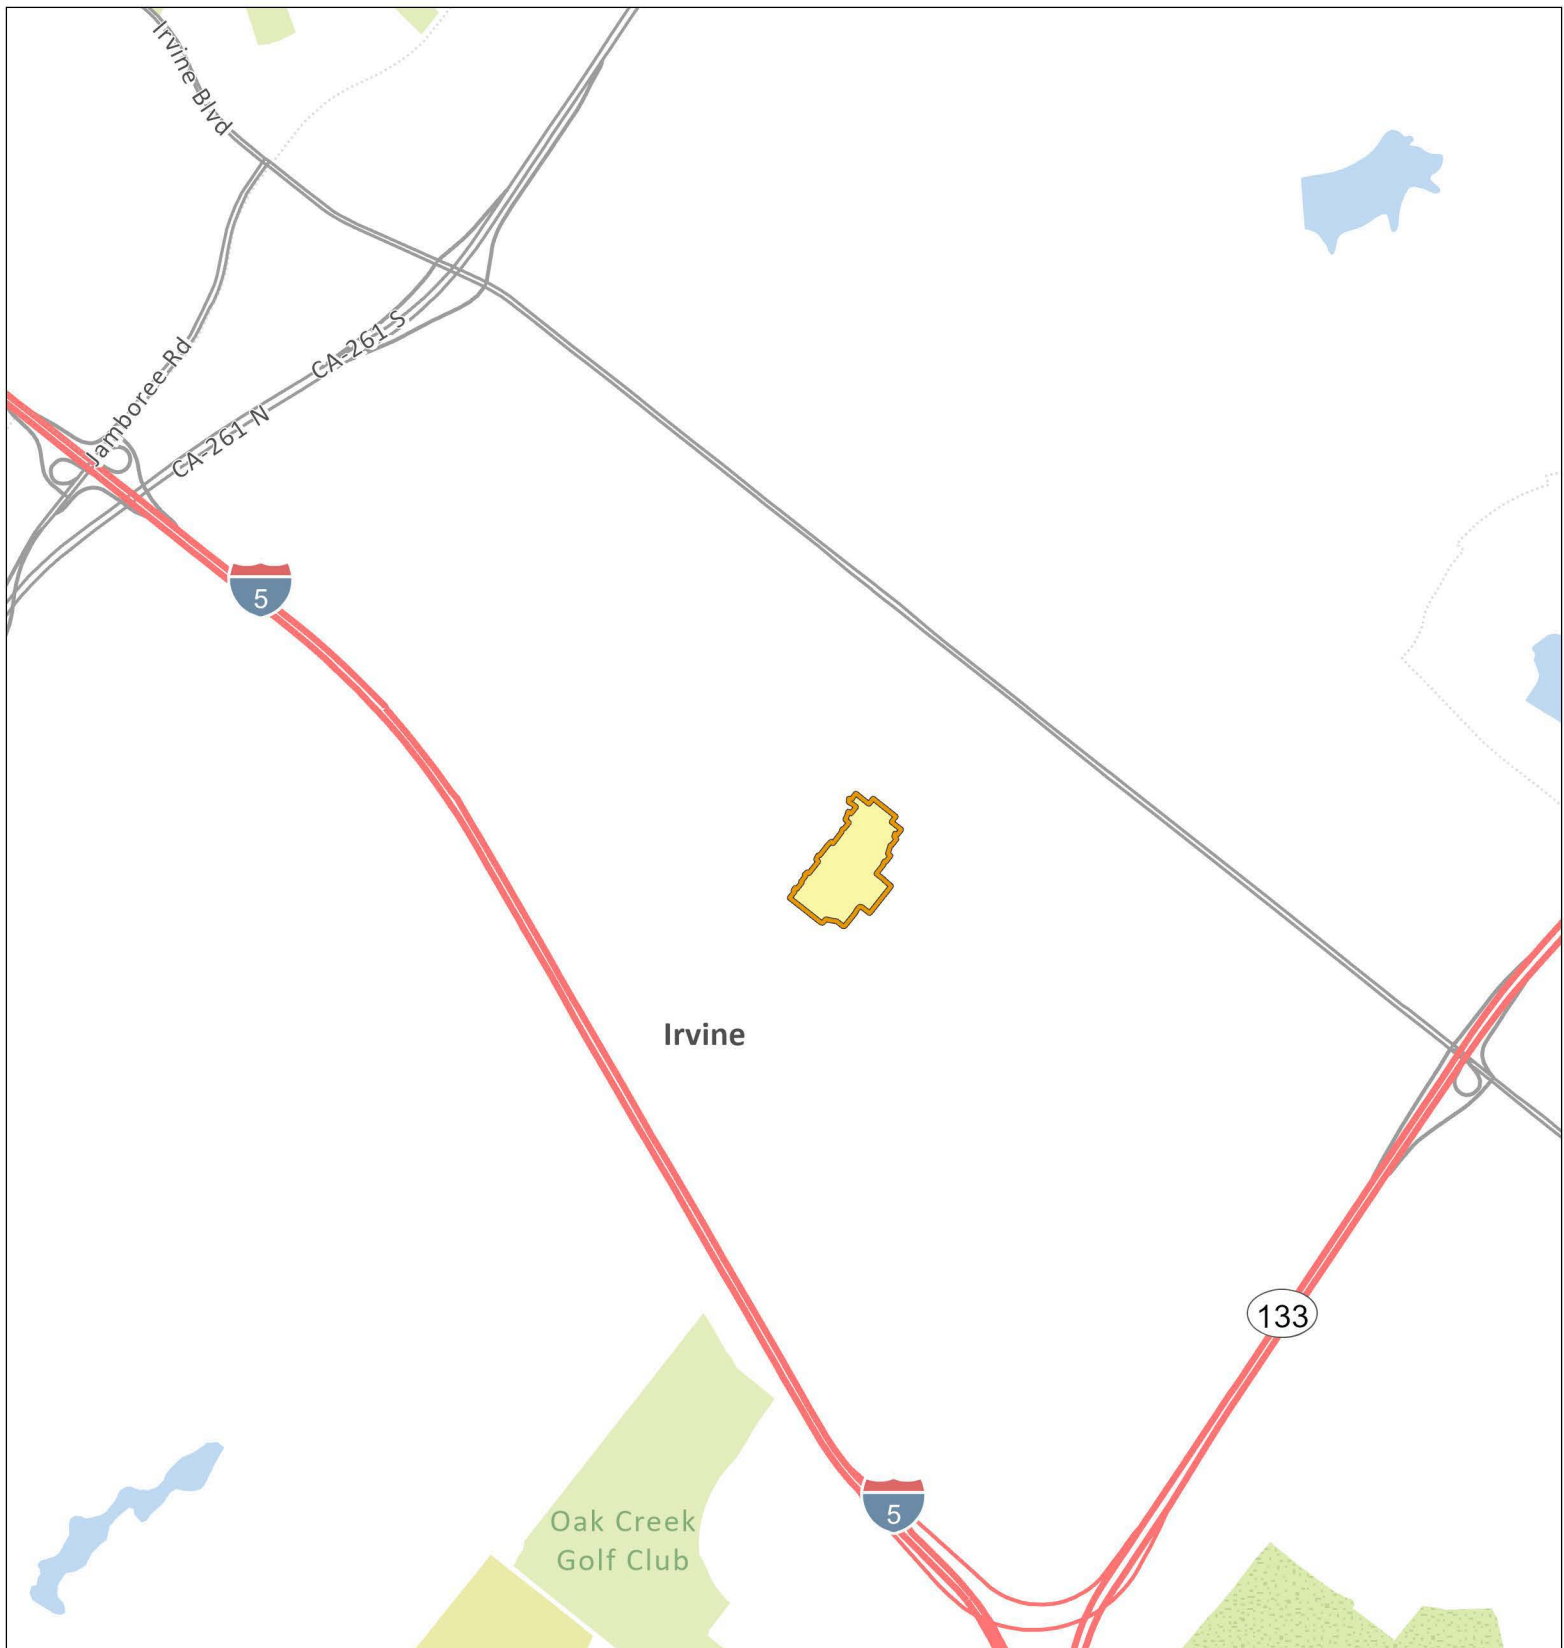 Irvine Blvd
CA-261 S
Jamboree Rd
CA-261 N
5
Irvine
133
5
Oak Creek
Golf Club